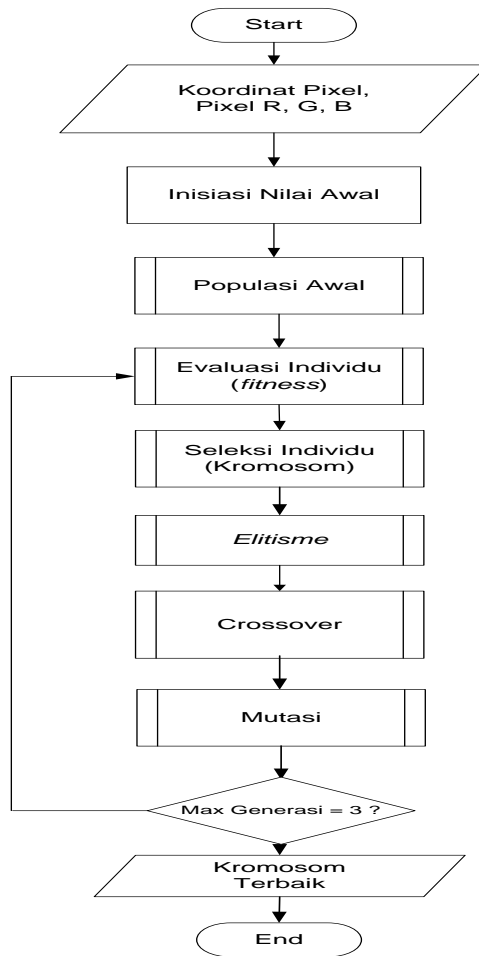 Start
Koordinat Pixel,
Pixel R, G, B
Inisiasi Nilai Awal
Populasi Awal
Evaluasi Individu
(fitness)
Seleksi Individu
(Kromosom)
Elitisme
Crossover
Mutasi
Max Generasi = 3 ?
Kromosom
Terbaik
End